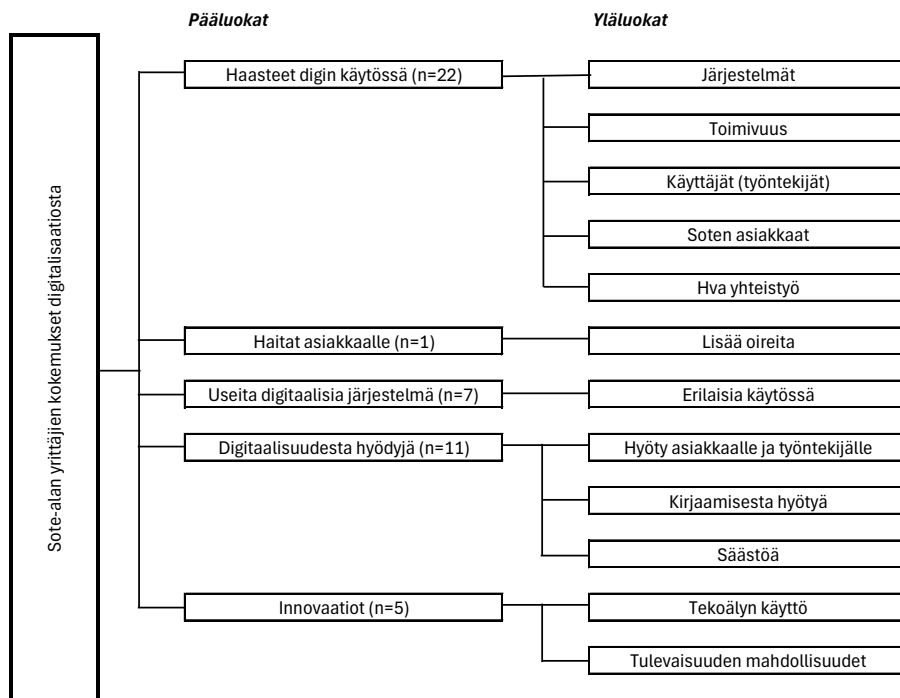 Pääluokat
Yläluokat
Sote-alan yrittäjien kokemukset digitalisaatiosta
Haasteet digin käytössä (n=22)
Järjestelmät
Toimivuus
Käyttäjät (työntekijät)
Soten asiakkaat
Hva yhteistyö
Haitat asiakkaalle (n=1)
Lisää oireita
Useita digitaalisia järjestelmä (n=7)
Erilaisia käytössä
Digitaalisuudesta hyödyjä (n=11)
Hyöty asiakkaalle ja työntekijälle
Kirjaamisesta hyötyä
Säästöä
Innovaatiot (n=5)
Tekoälyn käyttö
Tulevaisuuden mahdollisuudet